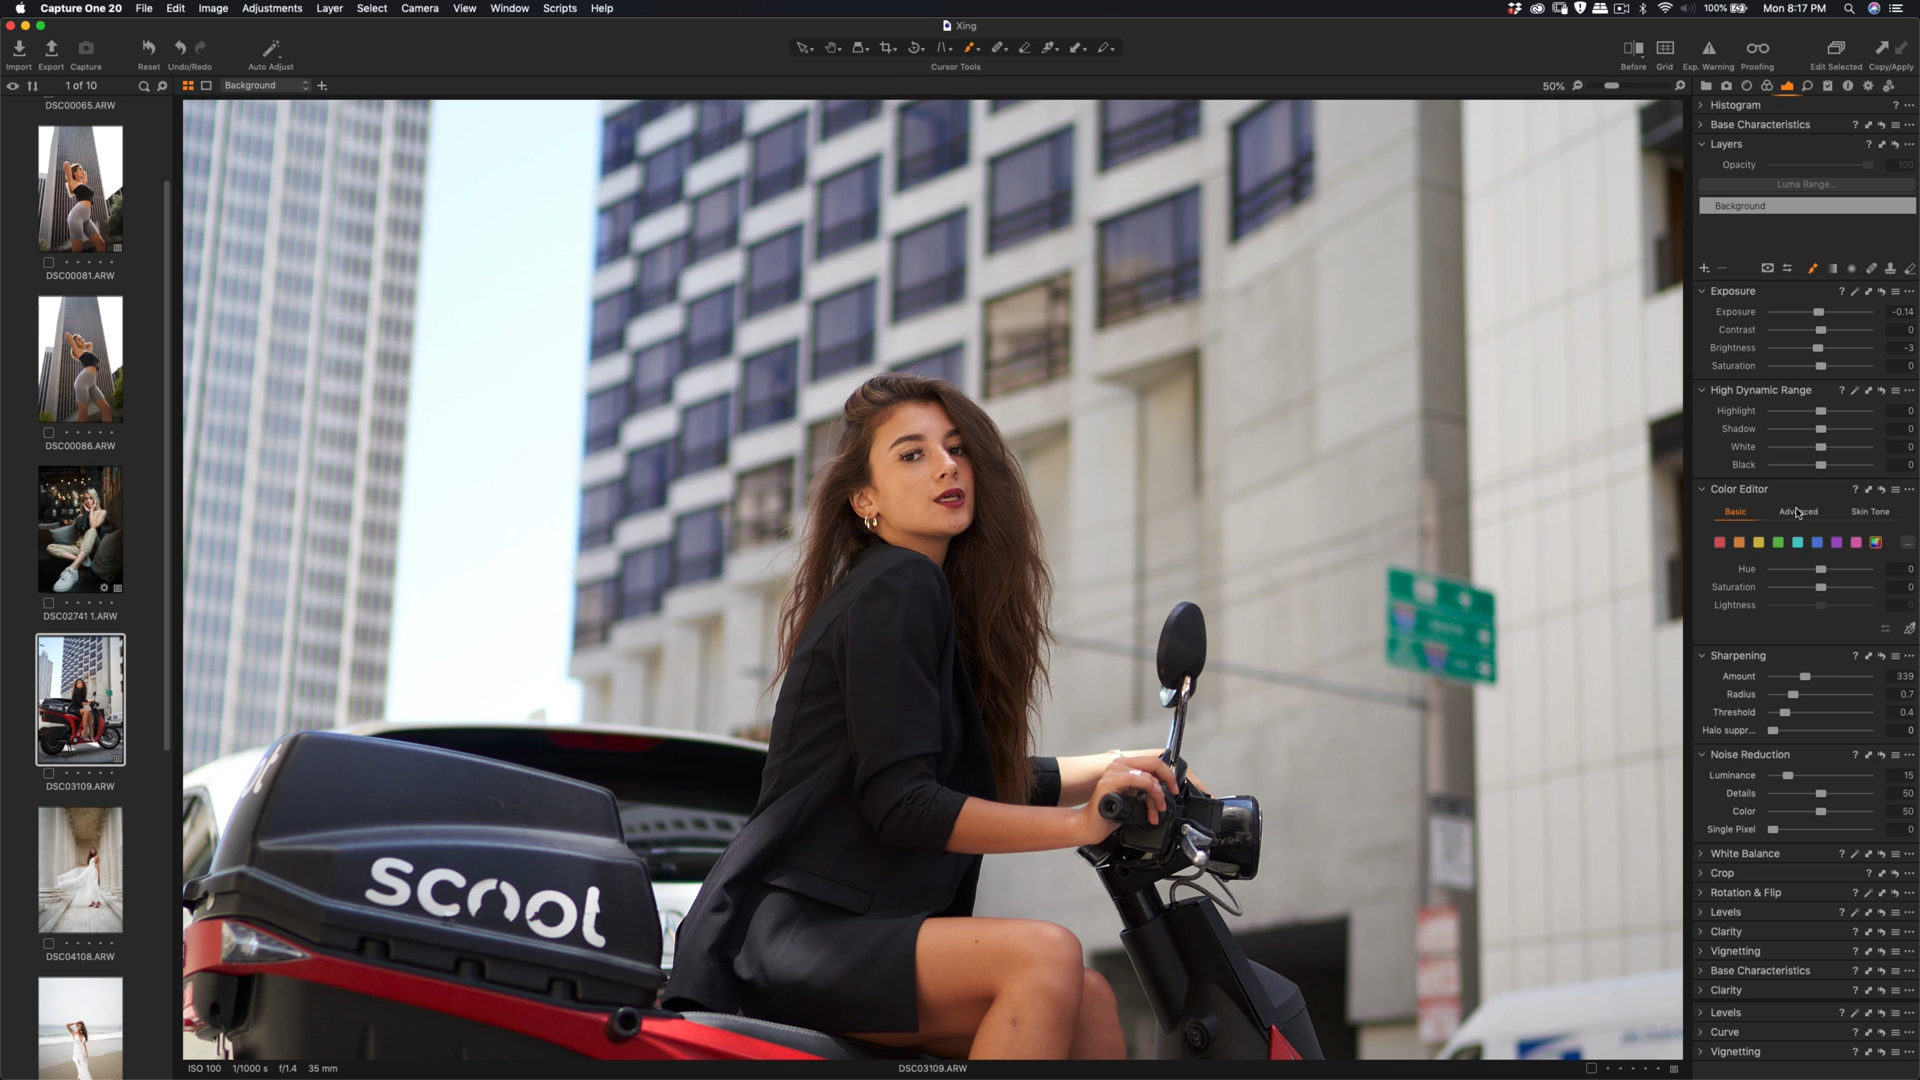 Capture One 20 File Edit Image Adjustments Layer Select Camera View Window Scripts Help
100% Mon 8:17 PM
Xing
Import Export Capture Reset Undo/Redo Auto Adjust
Cursor Tools
Before Grid Exp. Warning Proofing Edit Selected Copy/Apply
1 of 10
Background
50%
DSC00065.ARW
DSC00081.ARW
DSC00086.ARW
DSC02741 1.ARW
DSC03109.ARW
DSC04108.ARW
scoot
ISO 100 1/1000 s f/1.4 35 mm
DSC03109.ARW
Histogram ?
Base Characteristics ?
Layers ?
Opacity 100
Luma Range...
Background
Exposure ?
Exposure -0.14
Contrast 0
Brightness -3
Saturation 0
High Dynamic Range ?
Highlight 0
Shadow 0
White 0
Black 0
Color Editor ?
Basic Advanced Skin Tone
Hue 0
Saturation 0
Lightness 0
Sharpening ?
Amount 339
Radius 0.7
Threshold 0.4
Halo suppr... 0
Noise Reduction ?
Luminance 15
Details 50
Color 50
Single Pixel 0
White Balance ?
Crop ?
Rotation & Flip ?
Levels ?
Clarity ?
Vignetting ?
Base Characteristics ?
Clarity ?
Levels ?
Curve ?
Vignetting ?